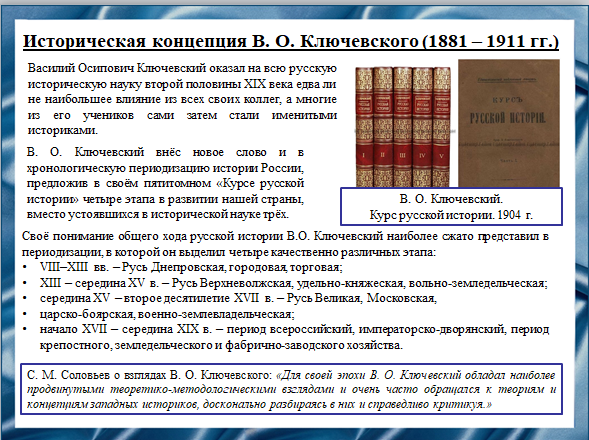 Историческая концепция В. О. Ключевского (1881 – 1911 гг.)
Василий Осипович Ключевский оказал на всю русскую
историческую науку второй половины XIX века едва ли
не наибольшее влияние из всех своих коллег, а многие
из его учеников сами затем стали именитыми
историками.
В. О. Ключевский внёс новое слово и в
хронологическую периодизацию истории России,
предложив в своём пятитомном «Курсе русской
истории» четыре этапа в развитии нашей страны,
вместо устоявшихся в исторической науке трёх.
I II III IV V
КУРСЪ
РУССКОЙ ИСТОРІИ.
В. О. Ключевский.
Курс русской истории. 1904 г.
Своё понимание общего хода русской истории В.О. Ключевский наиболее сжато представил в
периодизации, в которой он выделил четыре качественно различных этапа:
• VIII–XIII вв. – Русь Днепровская, городовая, торговая;
• XIII – середина XV в. – Русь Верхневолжская, удельно-княжеская, вольно-земледельческая;
• середина XV – второе десятилетие XVII в. – Русь Великая, Московская,
• царско-боярская, военно-землевладельческая;
• начало XVII – середина XIX в. – период всероссийский, императорско-дворянский, период
крепостного, земледельческого и фабрично-заводского хозяйства.
С. М. Соловьев о взглядах В. О. Ключевского: «Для своей эпохи В. О. Ключевский обладал наиболее
продвинутыми теоретико-методологическими взглядами и очень часто обращался к теориям и
концепциям западных историков, досконально разбираясь в них и справедливо критикуя.»